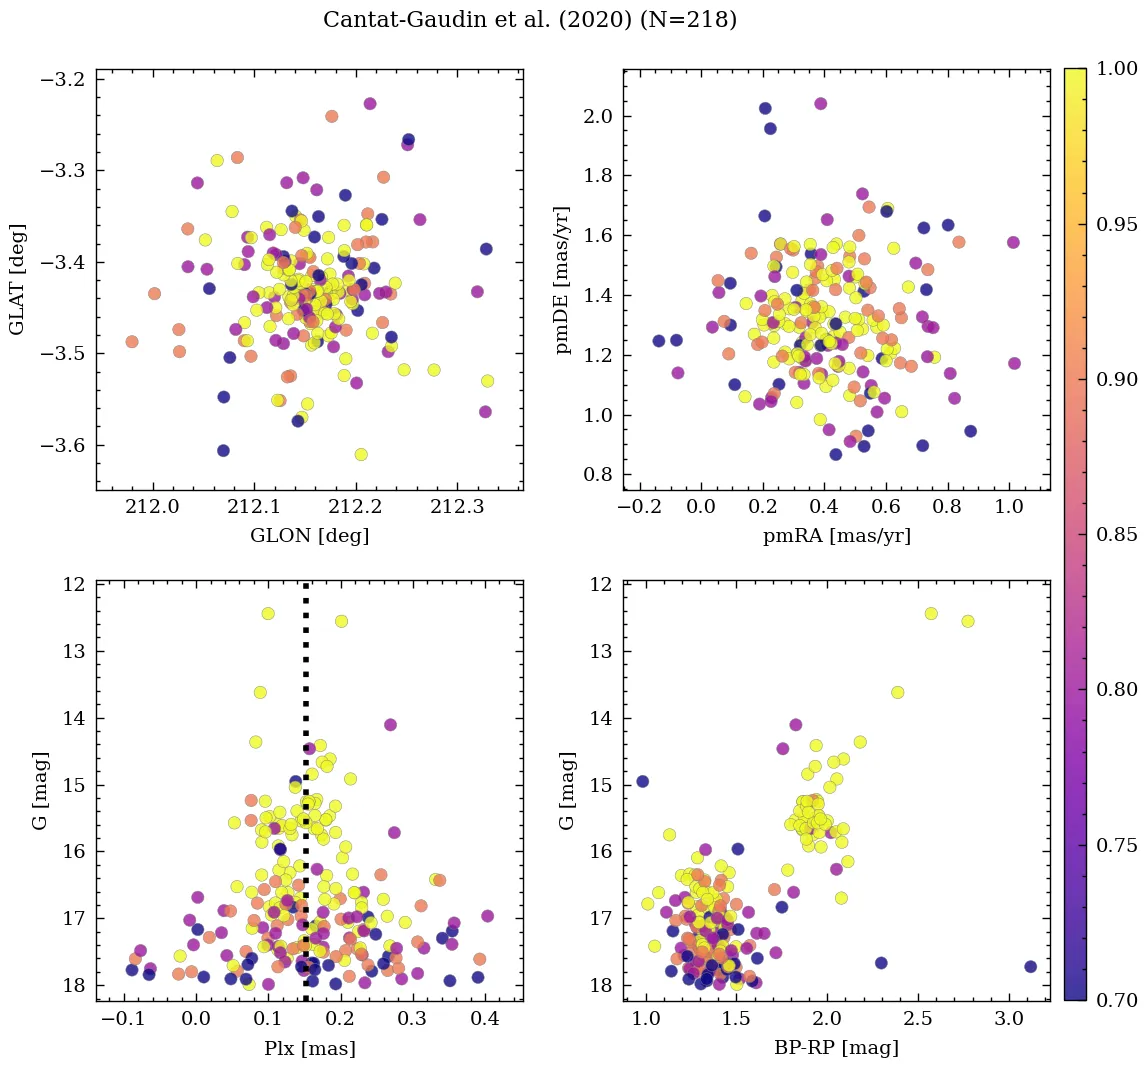 Cantat-Gaudin et al. (2020) (N=218)
−3.2
−3.3
−3.4
−3.5
−3.6
GLAT [deg]
212.0 212.1 212.2 212.3
GLON [deg]
2.0
1.8
1.6
1.4
1.2
1.0
0.8
pmDE [mas/yr]
−0.2 0.0 0.2 0.4 0.6 0.8 1.0
pmRA [mas/yr]
12
13
14
15
16
17
18
G [mag]
−0.1 0.0 0.1 0.2 0.3 0.4
Plx [mas]
12
13
14
15
16
17
18
G [mag]
1.0 1.5 2.0 2.5 3.0
BP-RP [mag]
1.00
0.95
0.90
0.85
0.80
0.75
0.70